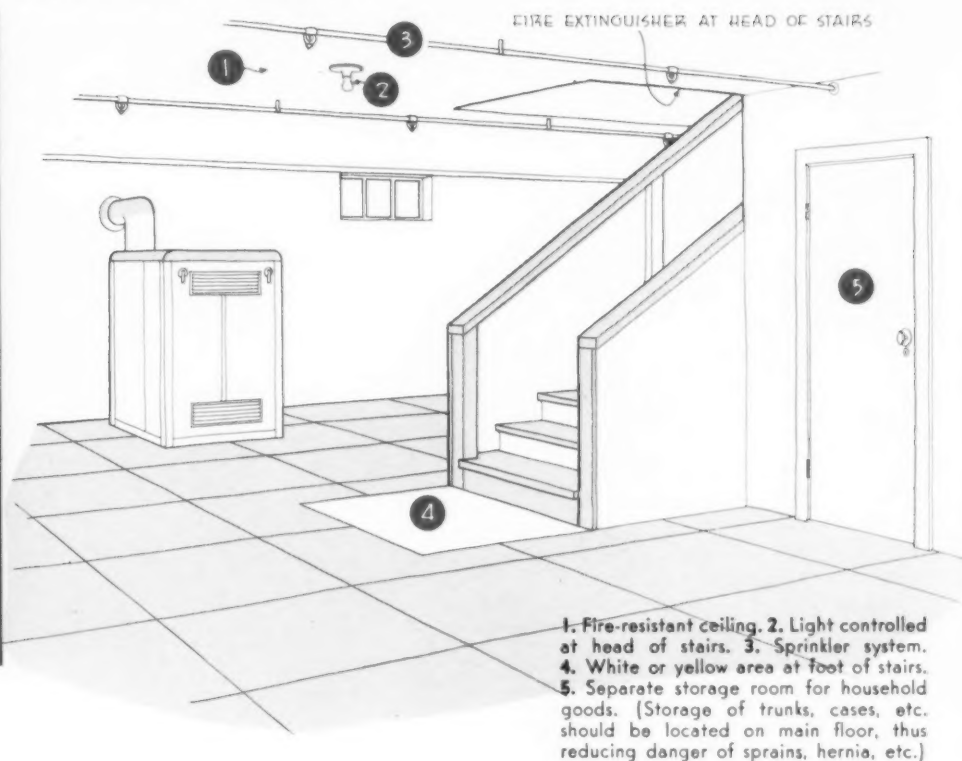 FIRE EXTINGUISHER AT HEAD OF STAIRS
3
1
2
5
4
1. Fire-resistant ceiling. 2. Light controlled
at head of stairs. 3. Sprinkler system.
4. White or yellow area at foot of stairs.
5. Separate storage room for household
goods. (Storage of trunks, cases, etc.
should be located on main floor, thus
reducing danger of sprains, hernia, etc.)